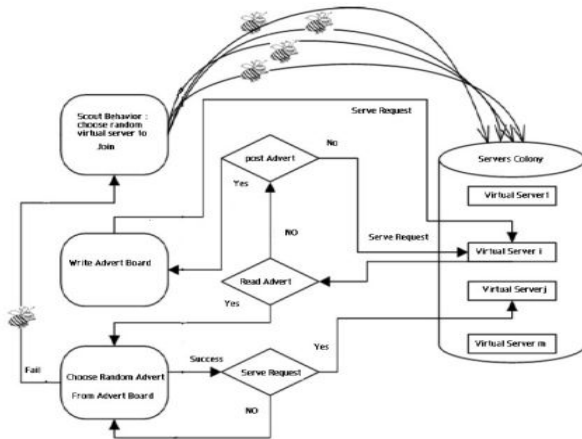 Scout Behavior :
choose random
virtual server to
Join
Serve Request
Servers Colony
post Advert
No
Yes
Virtual Server1
Write Advert Board
NO
Serve Request
Virtual Server i
Read Advert
Yes
Virtual Serverj
Yes
Success
Virtual Server m
Fail
Choose Random Advert
From Advert Board
Serve Request
NO